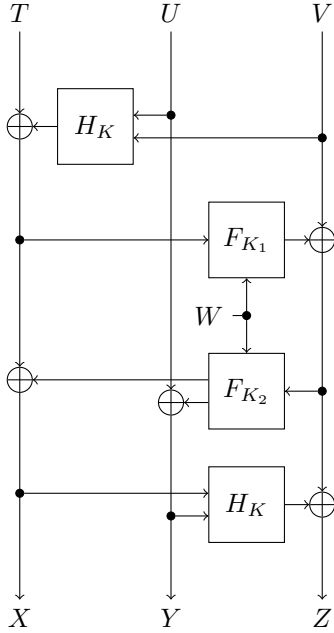 T U V
H_K
F_{K_1}
W
F_{K_2}
H_K
X Y Z